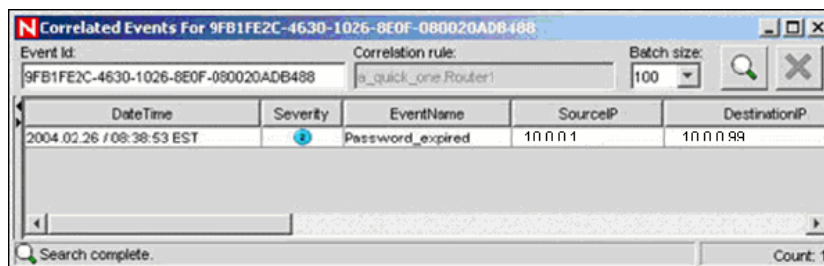 N Correlated Events For 9FB1FE2C-4630-1026-8E0F-080020ADB488
Event Id: Correlation rule: Batch size:
9FB1FE2C-4630-1026-8E0F-080020ADB488 a_quick_one.Router1 100
DateTime Severity EventName SourceIP DestinationIP
2004.02.26 / 08:38:53 EST 2 Password_expired 10.0.0.1 10.0.0.99
Search complete. Count: 1